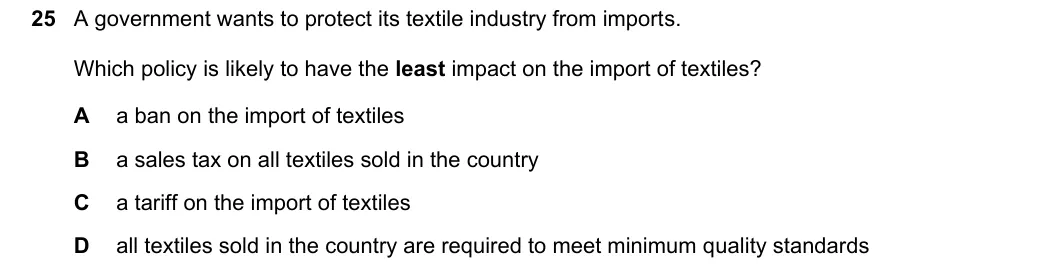 25 A government wants to protect its textile industry from imports.
Which policy is likely to have the least impact on the import of textiles?
A a ban on the import of textiles
B a sales tax on all textiles sold in the country
C a tariff on the import of textiles
D all textiles sold in the country are required to meet minimum quality standards